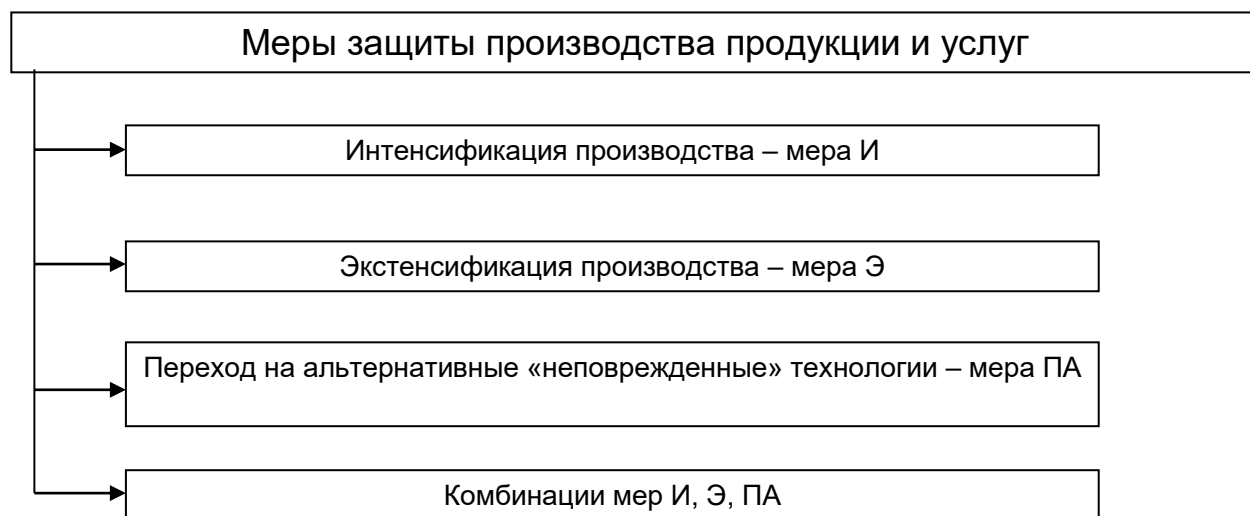 Меры защиты производства продукции и услуг
Интенсификация производства – мера И
Экстенсификация производства – мера Э
Переход на альтернативные «неповрежденные» технологии – мера ПА
Комбинации мер И, Э, ПА